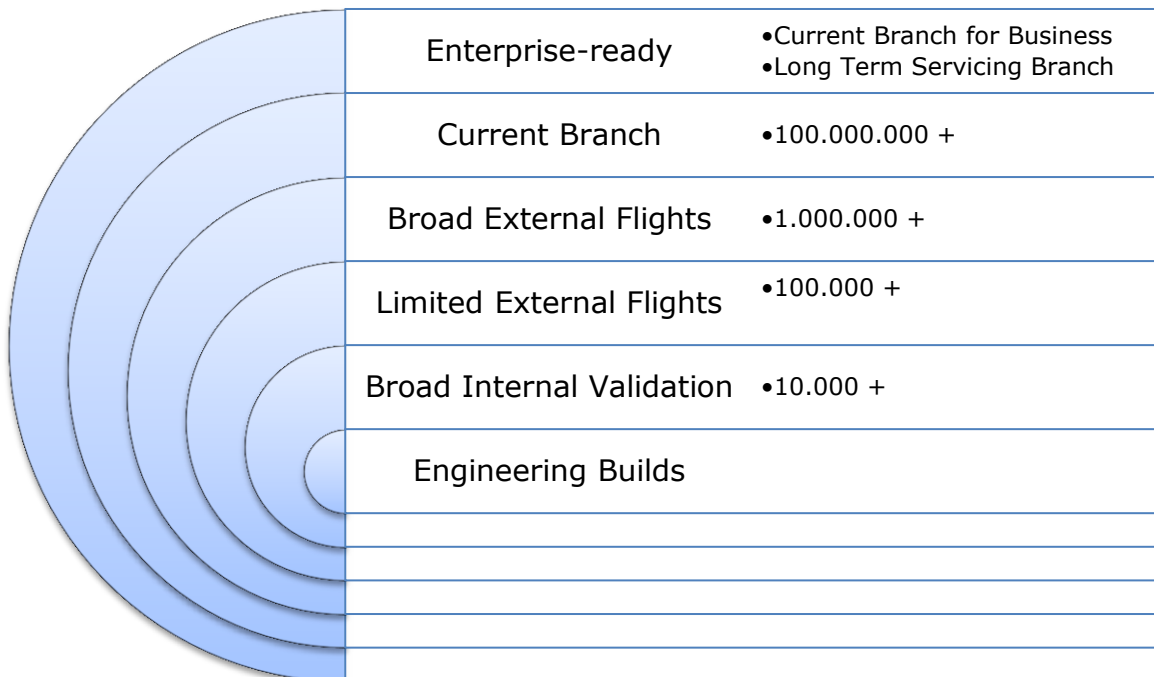 Enterprise-ready
•Current Branch for Business
•Long Term Servicing Branch
Current Branch
•100.000.000 +
Broad External Flights
•1.000.000 +
Limited External Flights
•100.000 +
Broad Internal Validation
•10.000 +
Engineering Builds